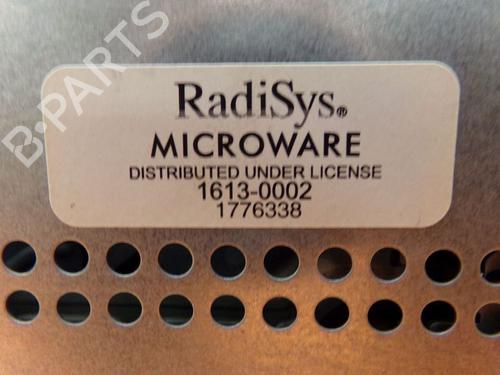 RadiSys®
MICROWARE
DISTRIBUTED UNDER LICENSE
1613-0002
1776338
B-PARTS